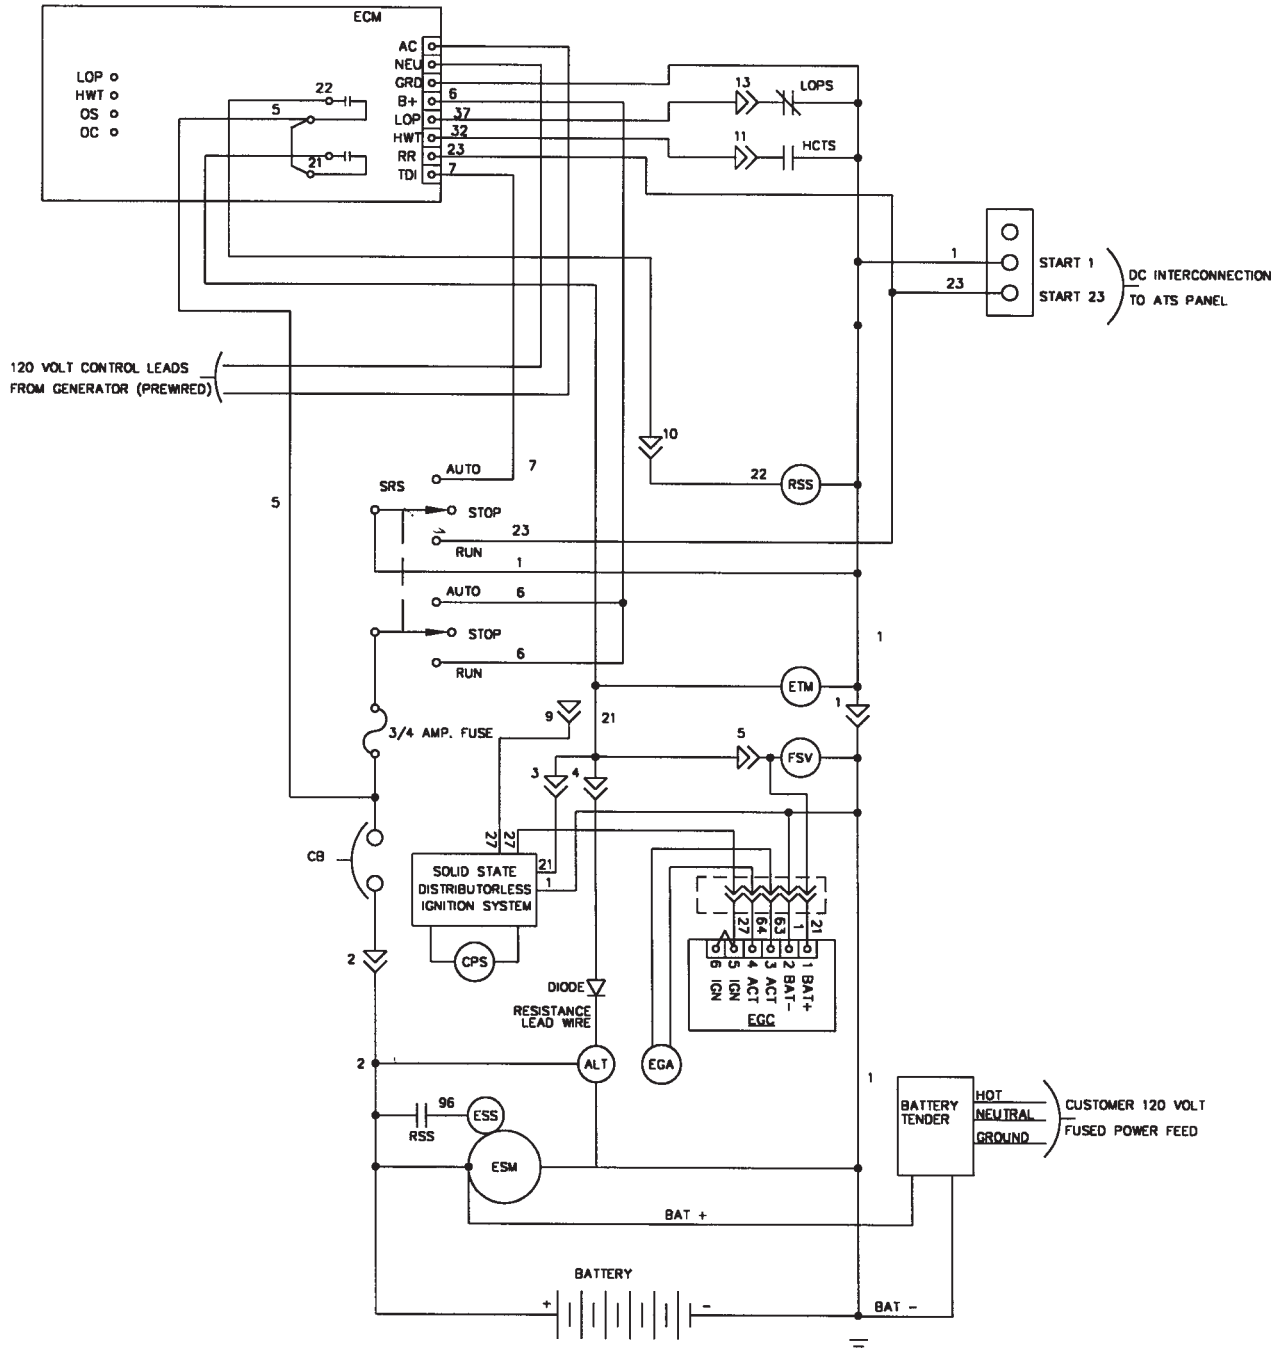 ECM
AC
NEU
GRD
B+
LOP
HWT
RR
TDI
LOP
HWT
OS
OC
22
5
21
6
37
32
23
7
13
LOPS
11
HCTS
1
START 1
23
START 23
DC INTERCONNECTION
TO ATS PANEL
120 VOLT CONTROL LEADS
FROM GENERATOR (PREWIRED)
10
22
RSS
5
7
AUTO
SRS
STOP
23
RUN
1
AUTO
6
STOP
6
RUN
1
ETM
1
9
21
3/4 AMP. FUSE
5
FSV
3
4
CB
27
27
21
1
SOLID STATE
DISTRIBUTORLESS
IGNITION SYSTEM
CPS
27
64
63
1
21
6 IGN
5 IGN
4 ACT
3 ACT
2 BAT-
1 BAT+
EGC
2
DIODE
RESISTANCE
LEAD WIRE
2
ALT
EGA
1
96
ESS
RSS
ESM
BATTERY
TENDER
HOT
NEUTRAL
GROUND
CUSTOMER 120 VOLT
FUSED POWER FEED
BAT +
BATTERY
+
-
BAT -